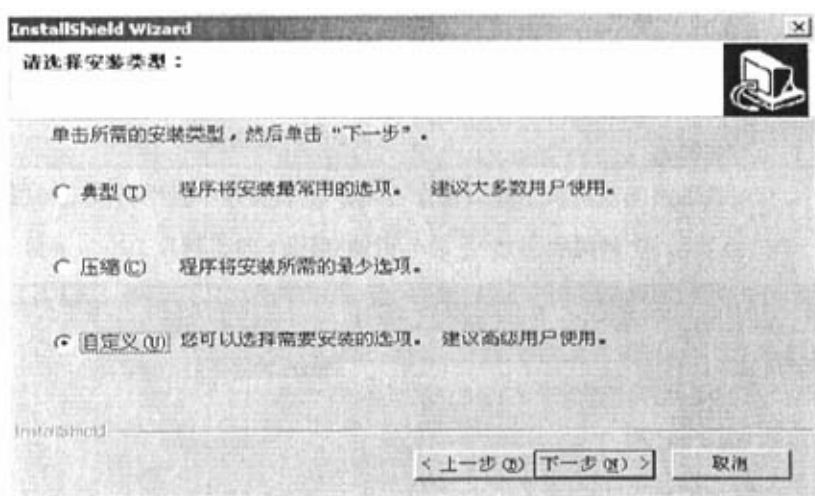 InstallShield Wizard
请选择安装类型：
单击所需的安装类型，然后单击“下一步”．
典型(T) 程序将安装最常用的选项。 建议大多数用户使用。
压缩(C) 程序将安装所需的最少选项。
自定义(U) 您可以选择需要安装的选项。 建议高级用户使用。
InstallShield
< 上一步(B) 下一步(N) > 取消